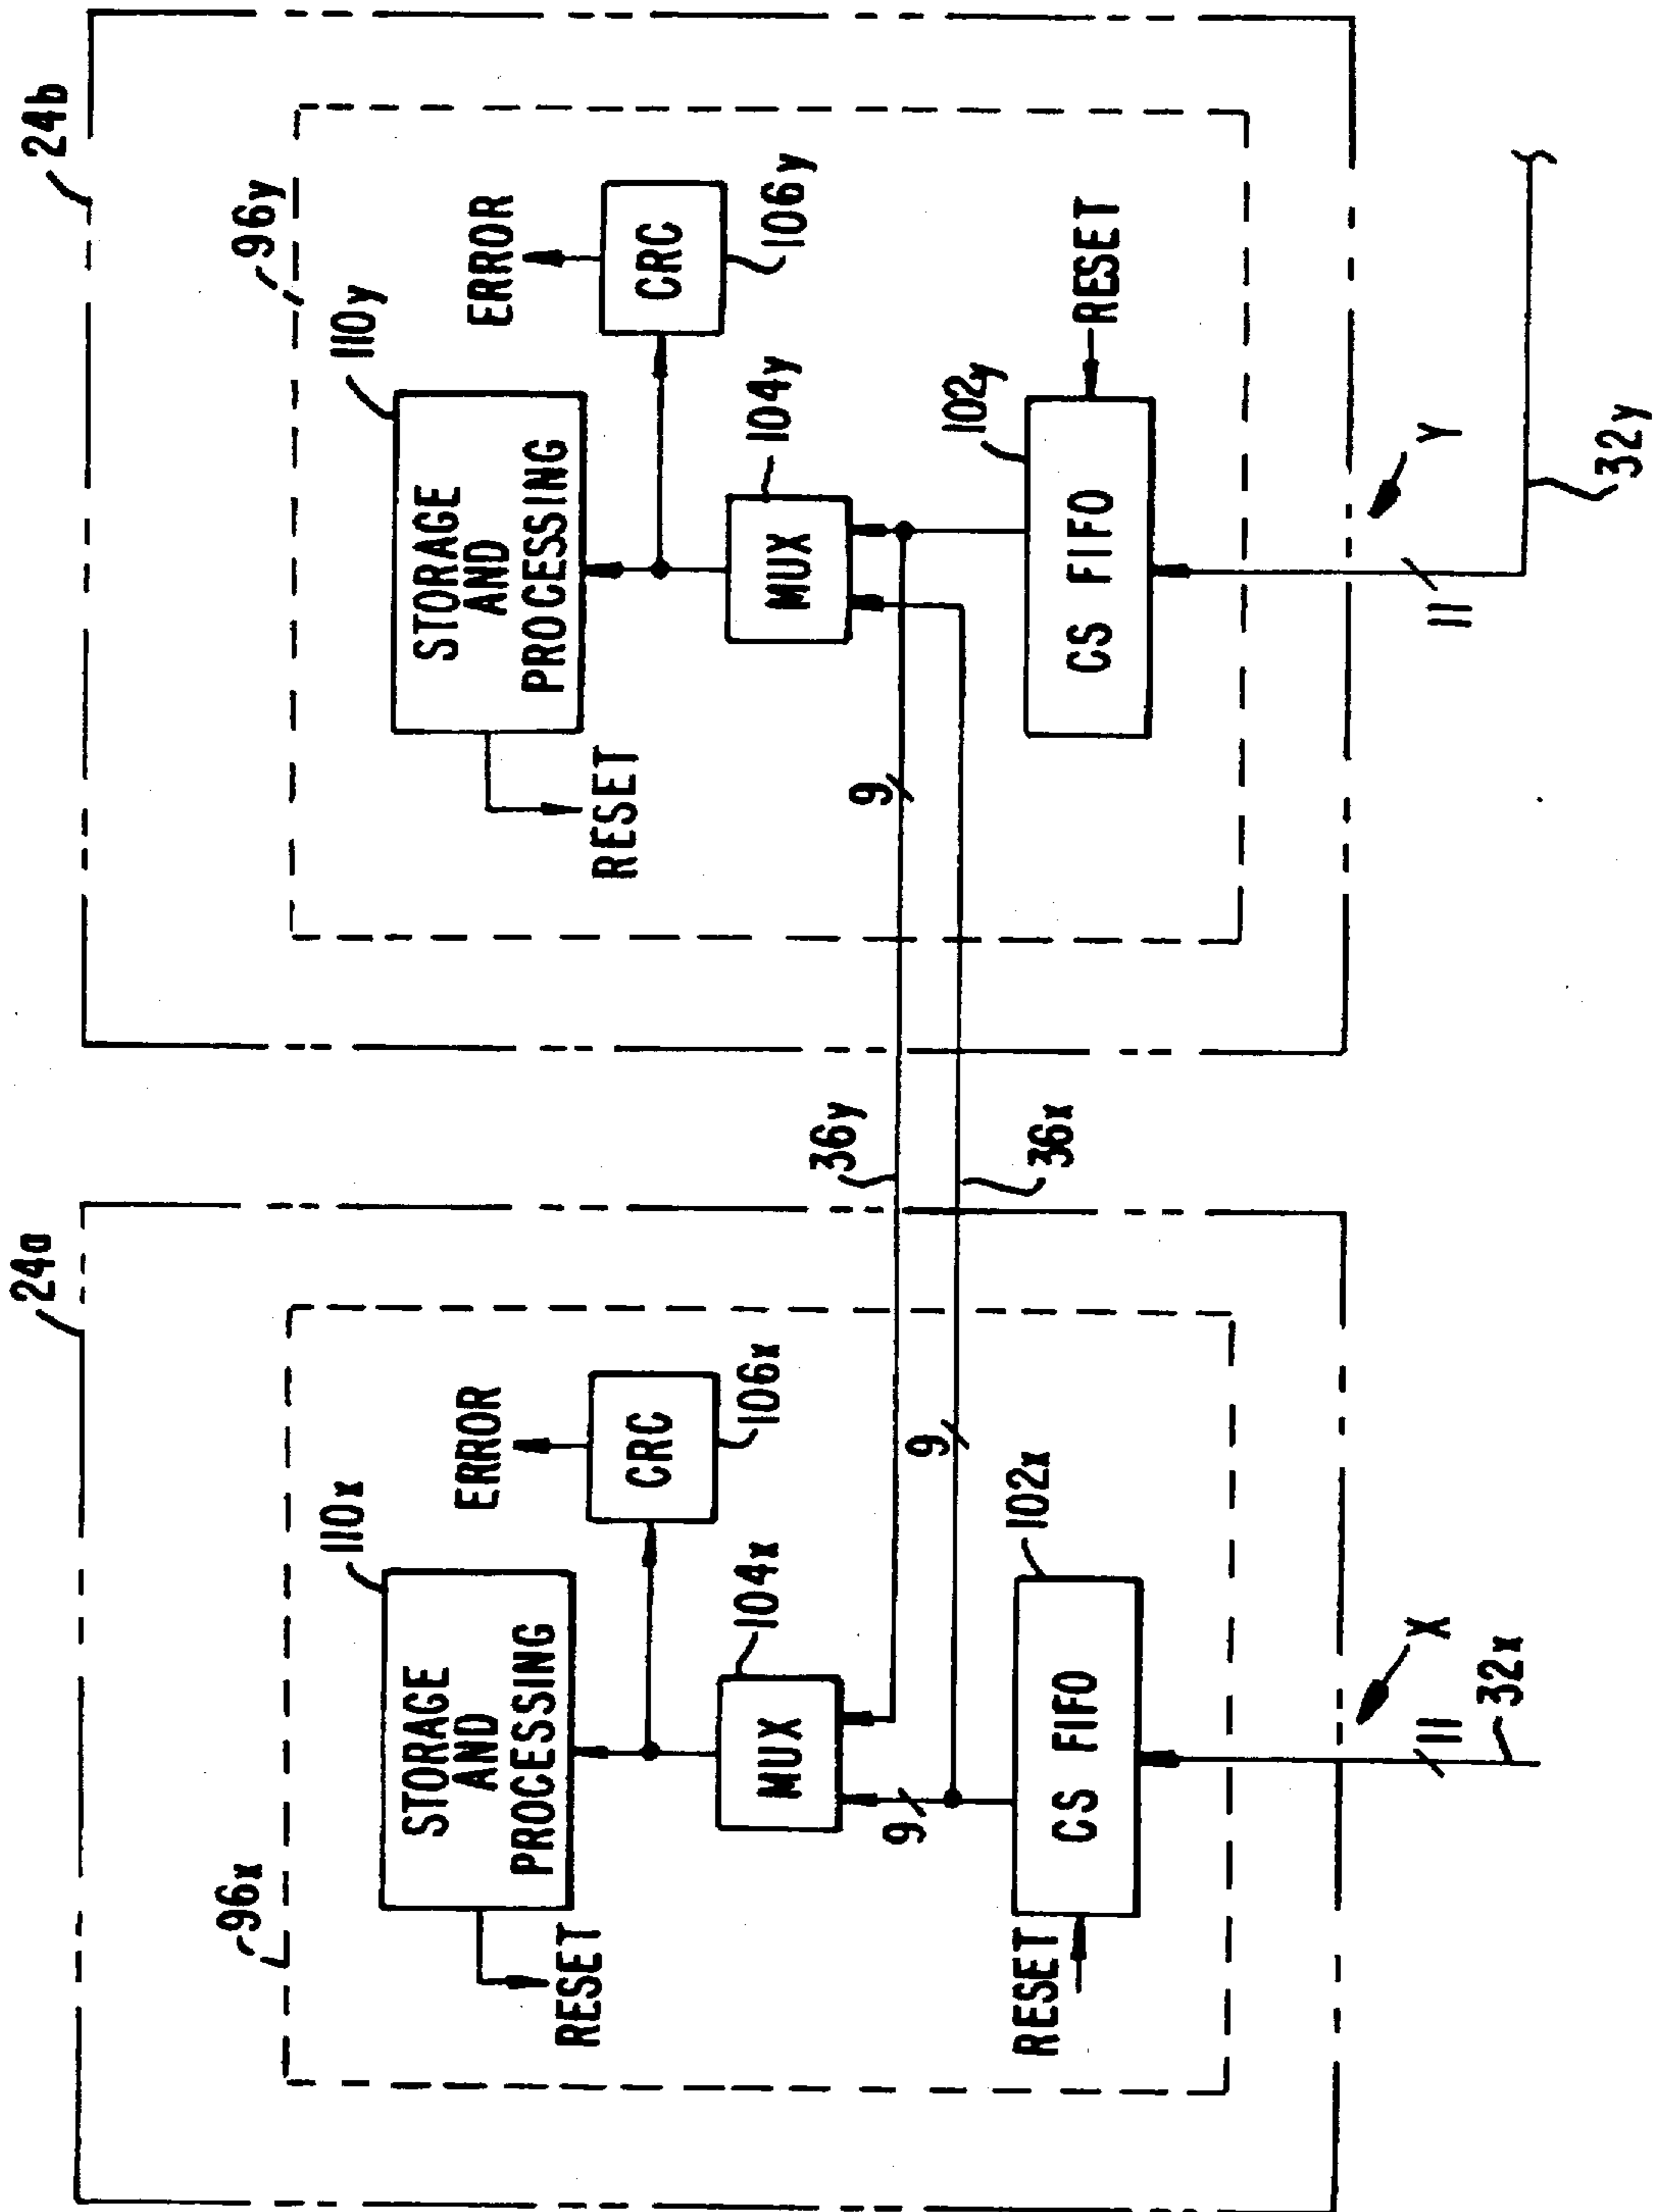 24a
96x
110x
STORAGE
AND
PROCESSING
RESET
ERROR
CRC
106x
104x
MUX
9
9
RESET
CS FIFO
102x
X
11
32x
36y
36x
24b
96y
110y
STORAGE
AND
PROCESSING
RESET
ERROR
CRC
106y
104y
MUX
9
102y
CS FIFO
RESET
Y
11
32y